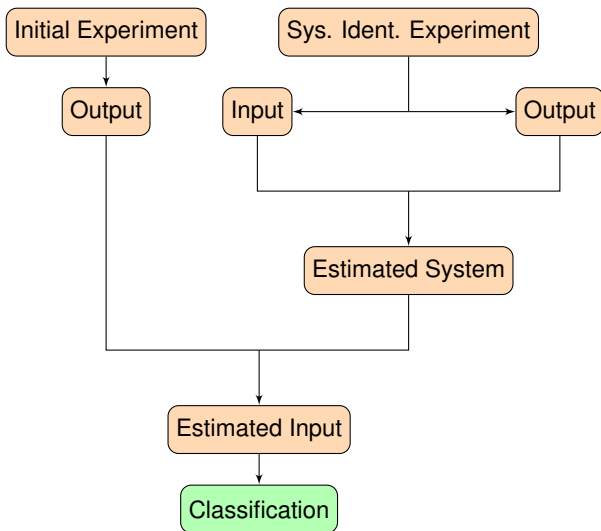 Initial Experiment
Sys. Ident. Experiment
Output
Input
Output
Estimated System
Estimated Input
Classification